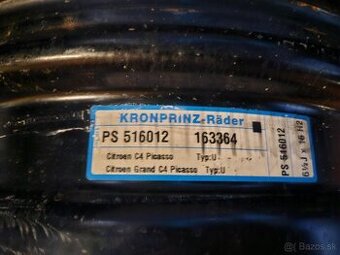 KRONPRINZ-Räder
PS 516012 163364
Citroen C4 Picasso Typ:U
Citroen Grand C4 Picasso Typ:U
PS 516012
6½J x 16 H2
Bazos.sk